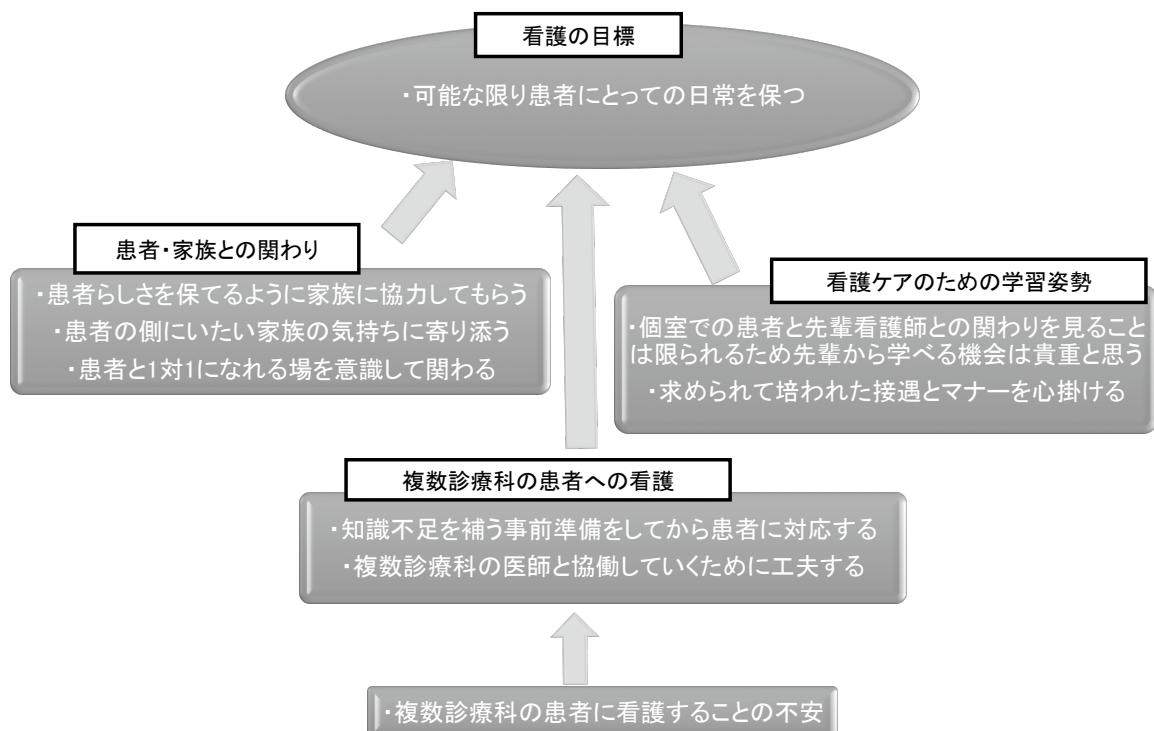 看護の目標
・可能な限り患者にとっての日常を保つ
患者・家族との関わり
・患者らしさを保てるように家族に協力してもらう
・患者の側にいたい家族の気持ちに寄り添う
・患者と1対1になれる場を意識して関わる
看護ケアのための学習姿勢
・個室での患者と先輩看護師との関わりを見ること
は限られるため先輩から学べる機会は貴重と思う
・求められて培われた接遇とマナーを心掛ける
複数診療科の患者への看護
・知識不足を補う事前準備をしてから患者に対応する
・複数診療科の医師と協働していくために工夫する
・複数診療科の患者に看護することの不安